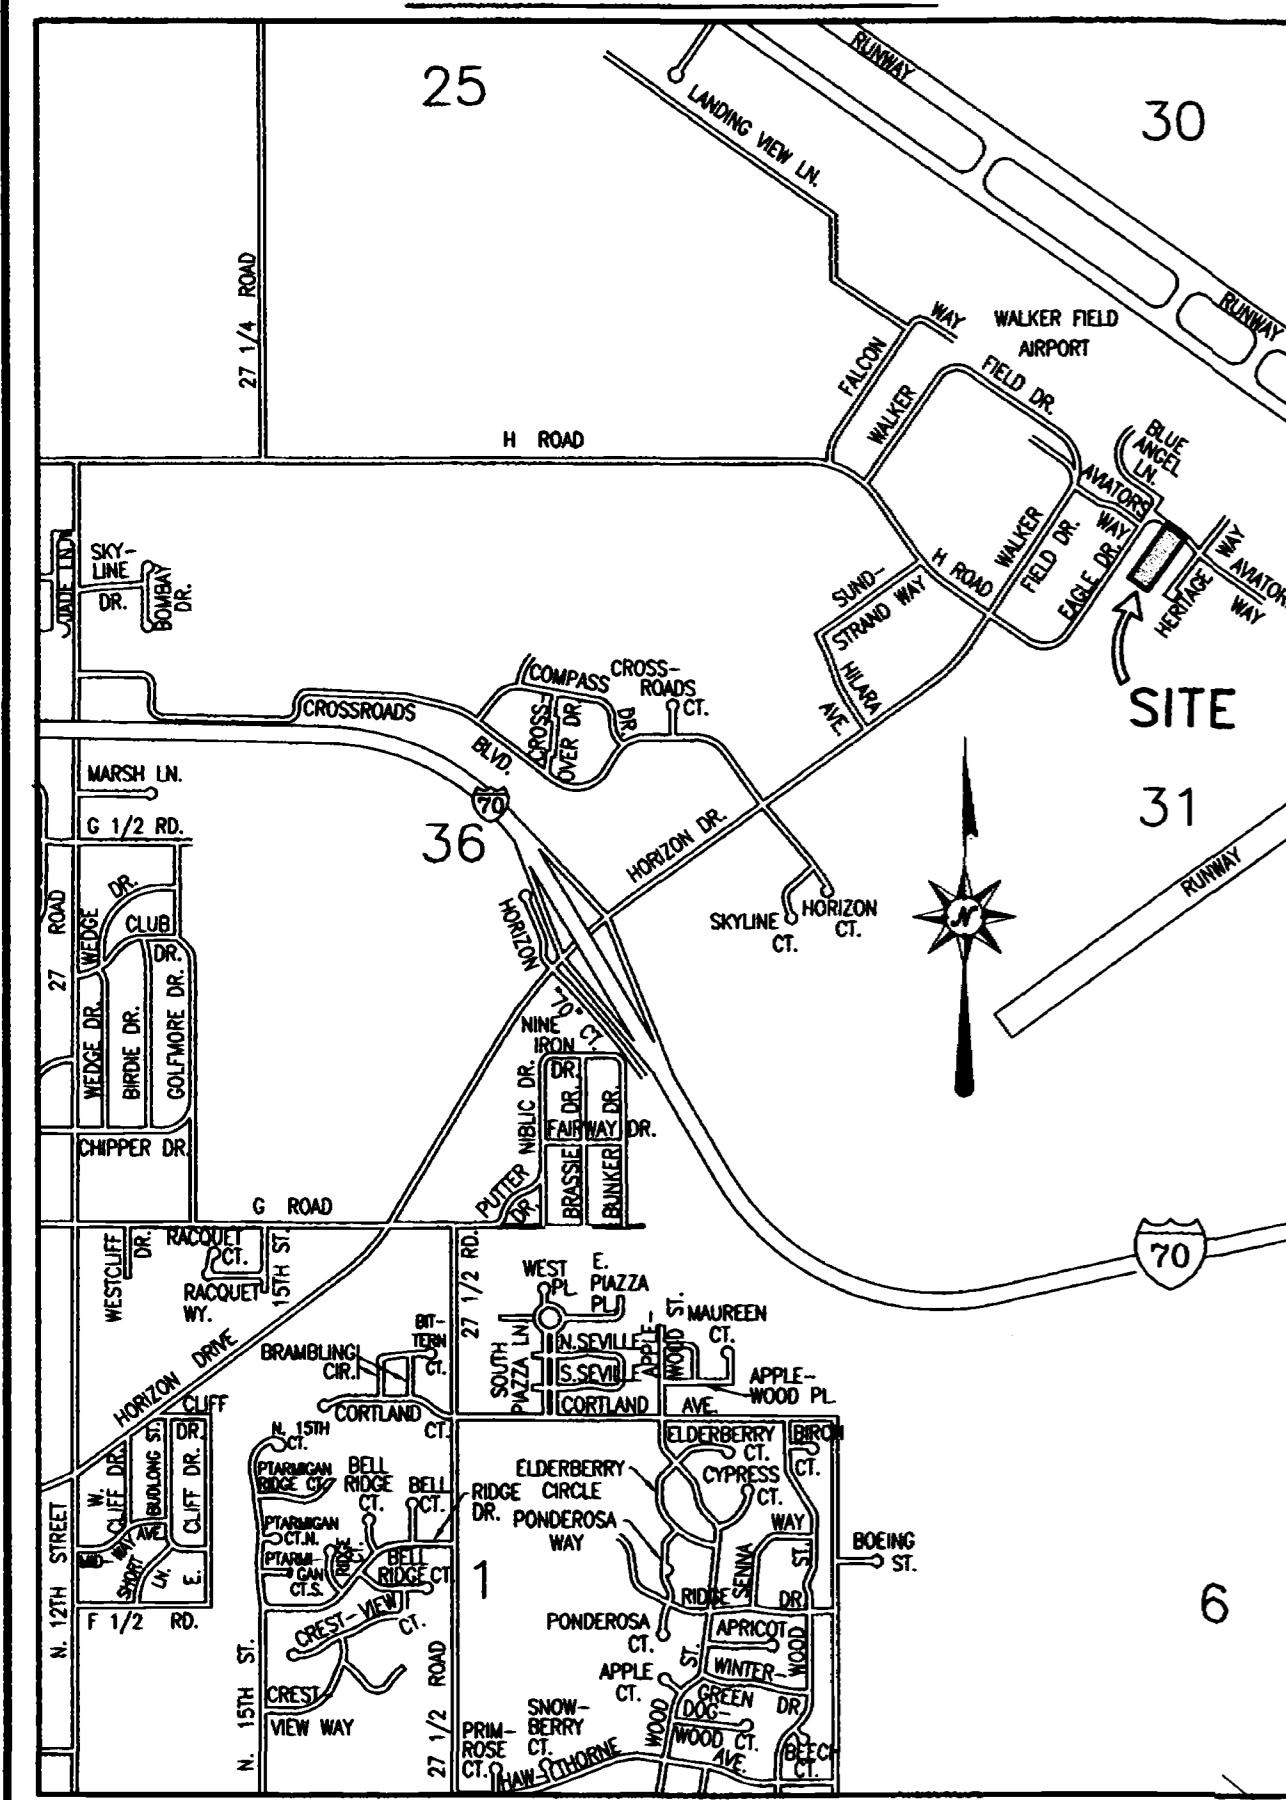 RUNWAY
25
30
LANDING VIEW LN.
27 1/4 ROAD
RUNWAY
WAY
WALKER FIELD
AIRPORT
FALCON
FIELD DR.
WALKER
H ROAD
BLUE
ANGEL
LN.
AVIATORS
WAY
SKY-
LINE
DR.
JADE LN.
BOMBAY
DR.
WALKER
FIELD DR.
EAGLE DR.
H ROAD
SUND-
STRAND WAY
WAY
AVIATORS
WAY
HERITAGE
HILARA
AVE.
SITE
COMPASS
DR.
CROSS-
ROADS
CT.
CROSSROADS
BLVD.
CROSS-
OVER DR.
MARSH LN.
70
G 1/2 RD.
36
31
HORIZON DR.
RUNWAY
DR.
WEDGE
CLUB
DR.
27 ROAD
HORIZON
SKYLINE
CT.
HORIZON
CT.
N
WEDGE DR.
BIRDIE DR.
GOLFMORE DR.
"70" CT.
NINE
IRON
DR.
NIBLIC DR.
FAIRWAY DR.
BRASSIE DR.
BUNKER DR.
CHIPPER DR.
PUTTER
DR.
G ROAD
WESTCLIFF
DR.
RACQUET
CT.
RACQUET
WY.
15TH ST.
27 1/2 RD.
WEST
PL.
E.
PIAZZA
PL.
70
HORIZON DRIVE
BRAMBLING
CIR.
BIT-
TERN
CT.
SOUTH
PIAZZA LN.
N.SEVILLE
S.SEVILLE
APPLE-
WOOD ST.
MAUREEN
CT.
APPLE-
WOOD PL.
CORTLAND AVE.
CORTLAND
CT.
CLIFF
DR.
W.
CLIFF DR.
BUDLONG ST.
CLIFF DR.
E.
N. 15TH
CT.
PTARMIGAN
RIDGE CT.
BELL
RIDGE
CT.
BELL
CT.
RIDGE
DR.
ELDERBERRY
CT.
BIRCH
CT.
ELDERBERRY
CIRCLE
CYPRESS
CT.
PONDEROSA
WAY
WAY
PTARMIGAN
CT.N.
PTARMI-
GAN
CT.S.
RIDGE
CT.
BELL
RIDGE CT.
MID-
WAY AVE.
SHORT
LN.
N. 12TH STREET
F 1/2 RD.
1
SENNA
ST.
BOEING
ST.
RIDGE DR.
6
CREST-VIEW
CT.
PONDEROSA
CT.
APRICOT
WOOD
ST.
WINTER-
GREEN
DR.
APPLE
CT.
N. 15TH ST.
CREST
VIEW WAY
27 1/2 ROAD
PRIM-
ROSE
CT.
SNOW-
BERRY
CT.
HAW-THORNE
AVE.
WOOD
DOG-
WOOD CT.
BEECH
CT.